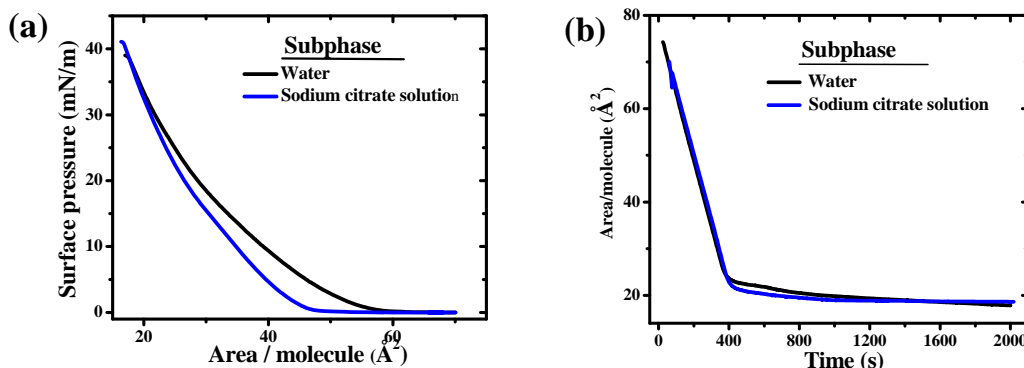 (a)
Surface pressure (mN/m)
40
30
20
10
0
Subphase
Water
Sodium citrate solution
20
40
60
Area / molecule (Å²)
(b)
Area/molecule (Å²)
80
60
40
20
Subphase
Water
Sodium citrate solution
0
400
800
1200
1600
2000
Time (s)